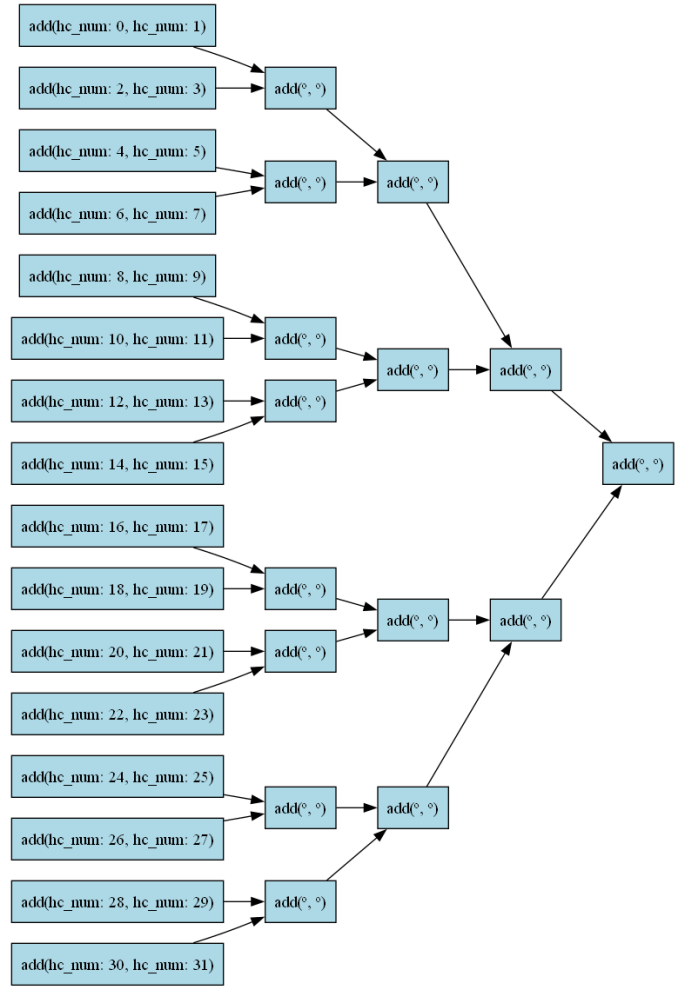 add(hc_num: 0, hc_num: 1)
add(hc_num: 2, hc_num: 3)
add(°, °)
add(hc_num: 4, hc_num: 5)
add(°, °)
add(°, °)
add(hc_num: 6, hc_num: 7)
add(hc_num: 8, hc_num: 9)
add(hc_num: 10, hc_num: 11)
add(°, °)
add(°, °)
add(°, °)
add(hc_num: 12, hc_num: 13)
add(°, °)
add(hc_num: 14, hc_num: 15)
add(°, °)
add(hc_num: 16, hc_num: 17)
add(hc_num: 18, hc_num: 19)
add(°, °)
add(°, °)
add(°, °)
add(hc_num: 20, hc_num: 21)
add(°, °)
add(hc_num: 22, hc_num: 23)
add(hc_num: 24, hc_num: 25)
add(°, °)
add(°, °)
add(hc_num: 26, hc_num: 27)
add(hc_num: 28, hc_num: 29)
add(°, °)
add(hc_num: 30, hc_num: 31)